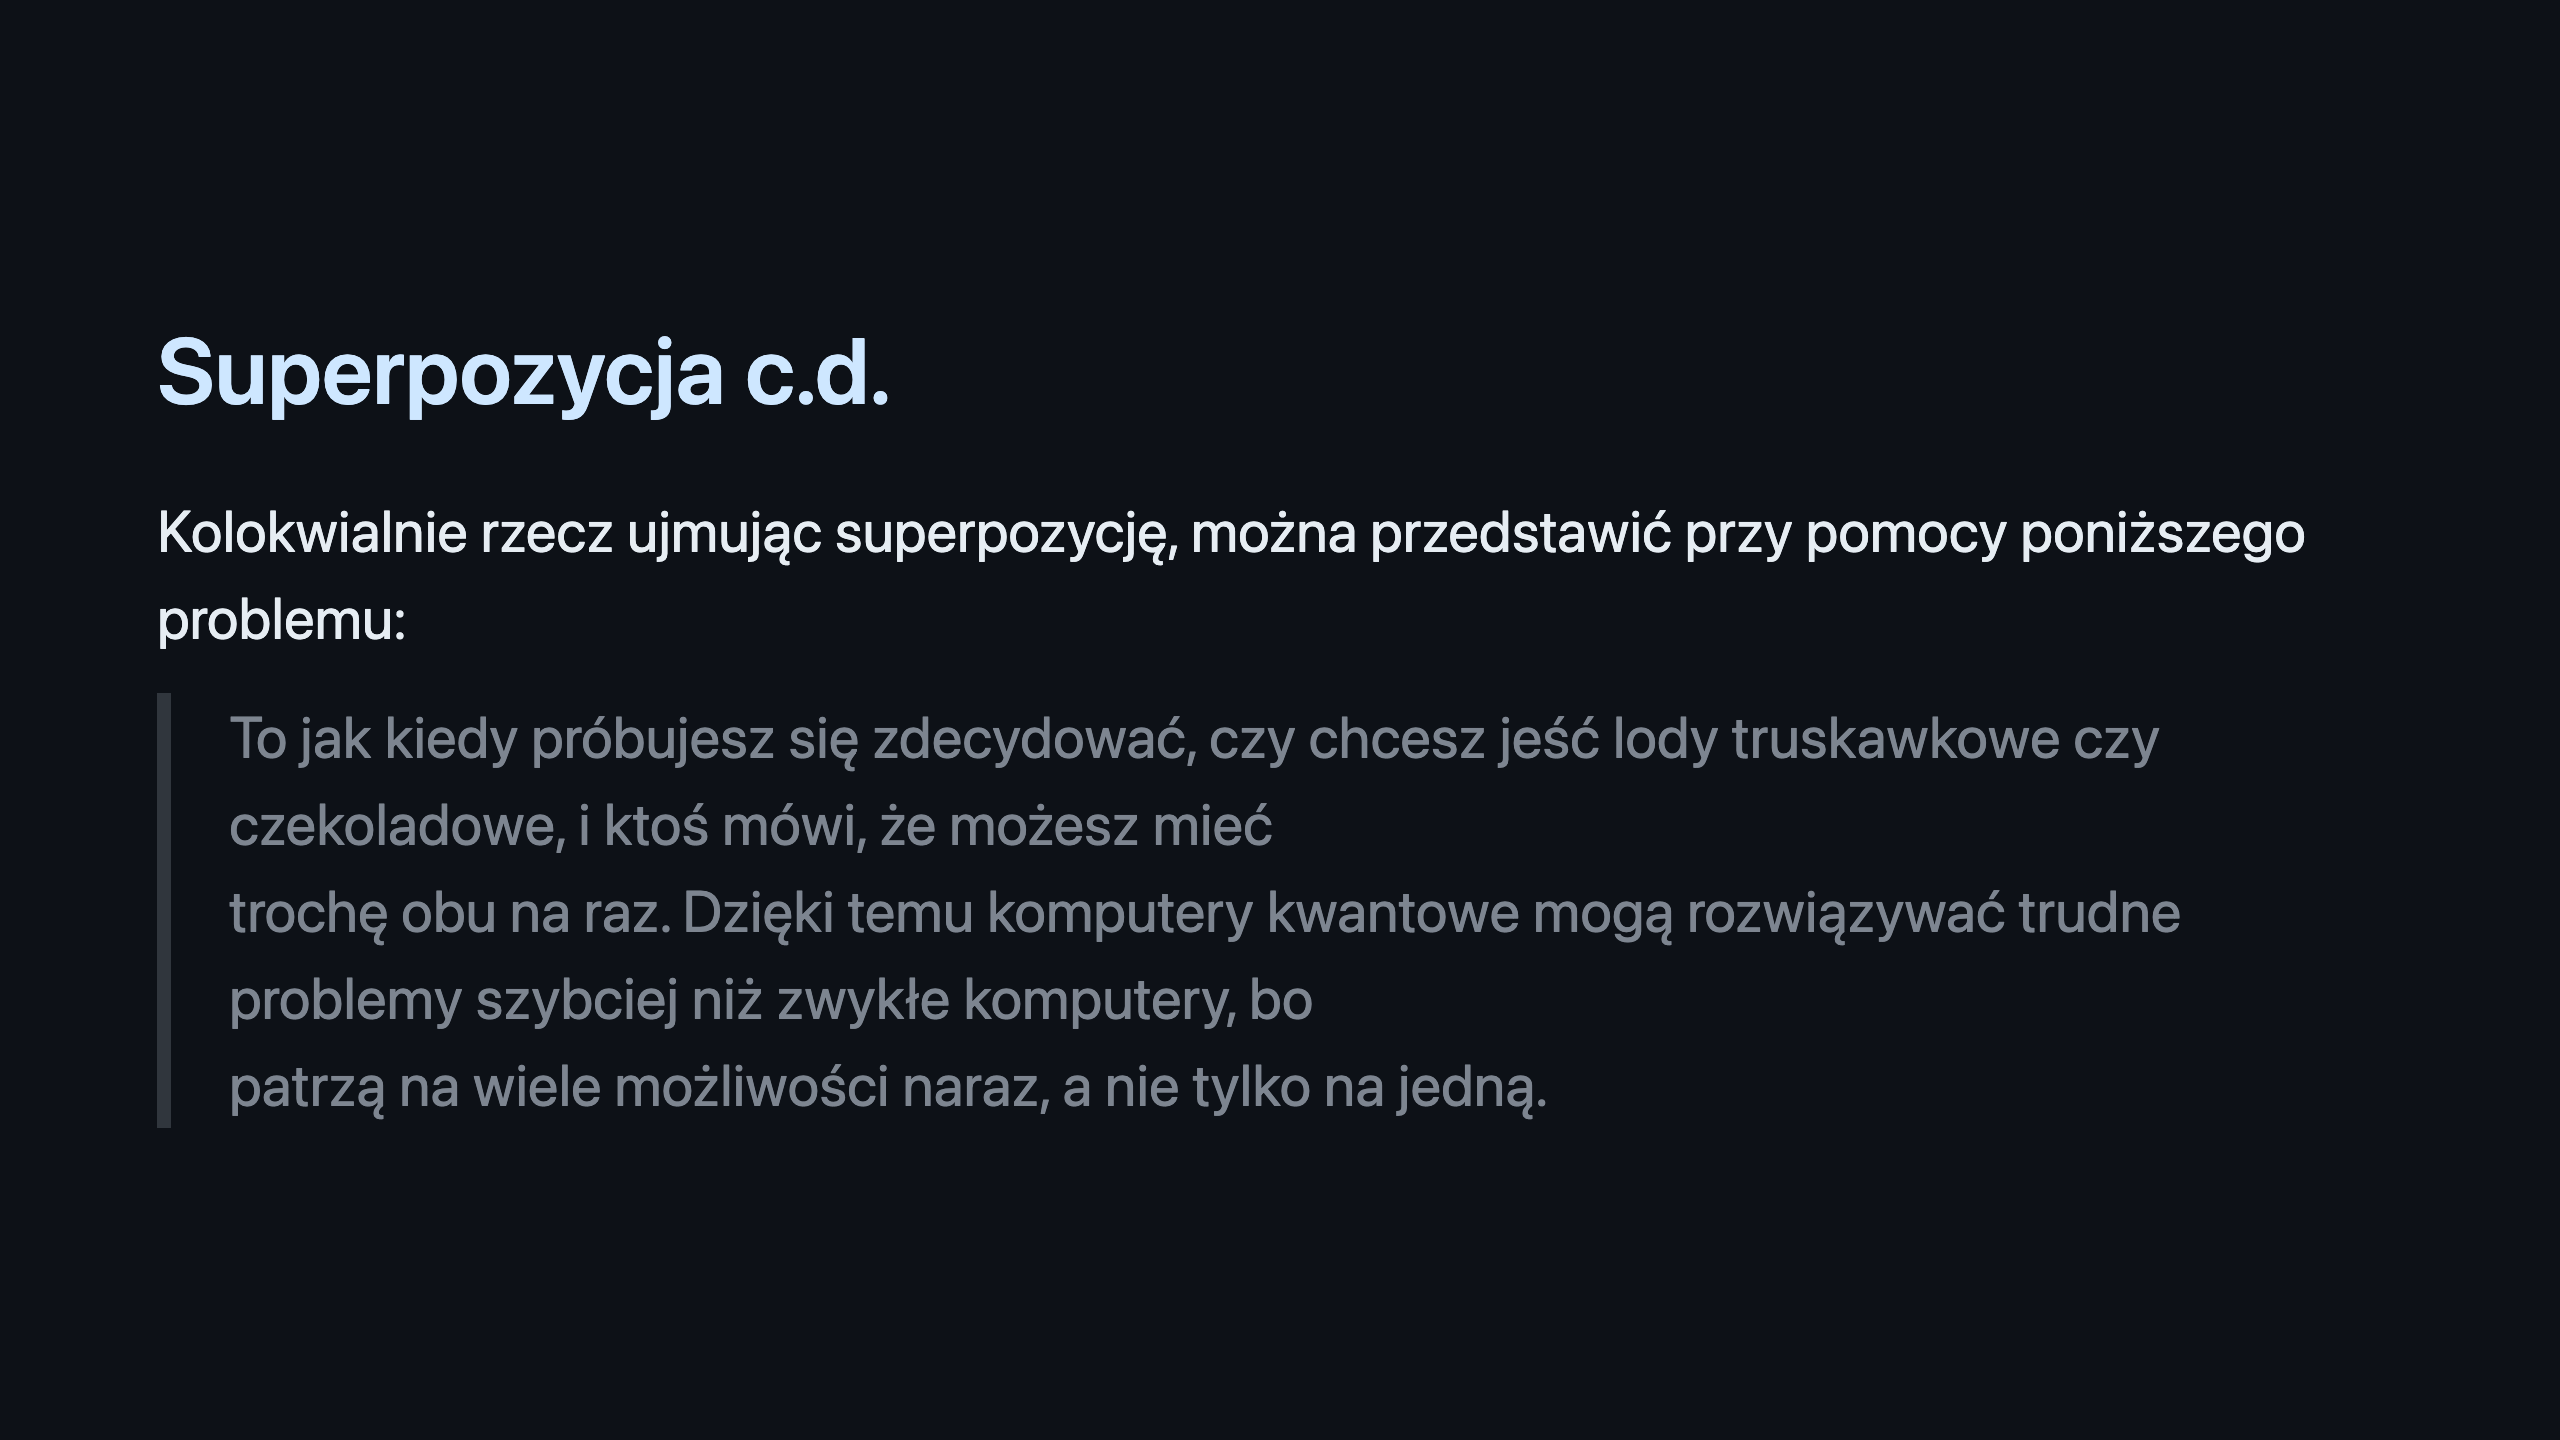 Superpozycja c.d.
Kolokwialnie rzecz ujmując superpozycję, można przedstawić przy pomocy poniższego
problemu:
To jak kiedy próbujesz się zdecydować, czy chcesz jeść lody truskawkowe czy
czekoladowe, i ktoś mówi, że możesz mieć
trochę obu na raz. Dzięki temu komputery kwantowe mogą rozwiązywać trudne
problemy szybciej niż zwykłe komputery, bo
patrzą na wiele możliwości naraz, a nie tylko na jedną.